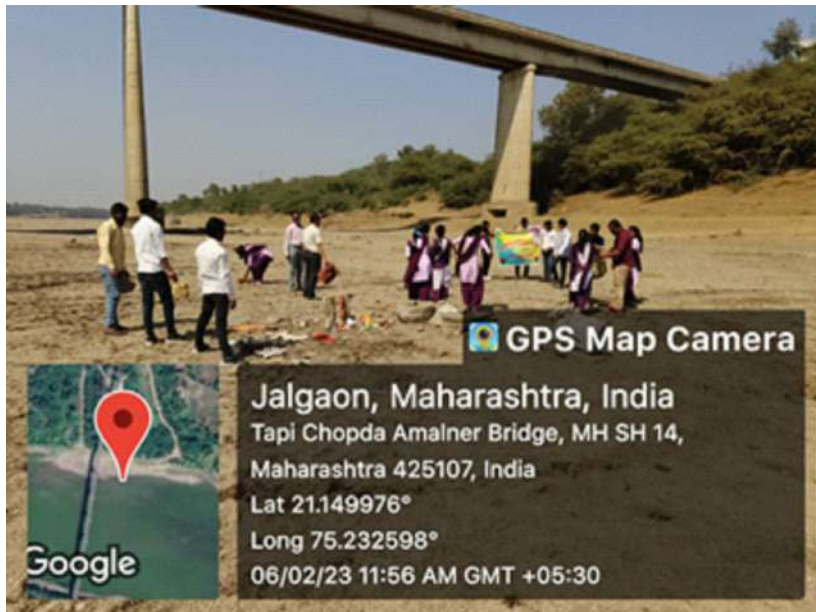 GPS Map Camera
Jalgaon, Maharashtra, India
Tapi Chopda Amalner Bridge, MH SH 14,
Maharashtra 425107, India
Lat 21.149976°
Long 75.232598°
06/02/23 11:56 AM GMT +05:30
Google